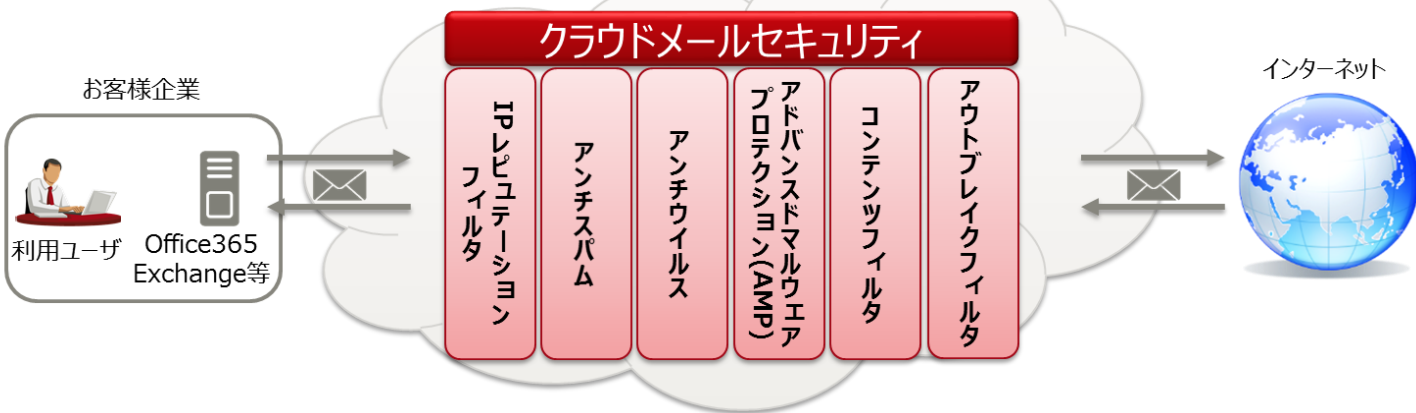 クラウドメールセキュリティ
お客様企業
利用ユーザ
Office365
Exchange等
IPレピュテーション
フィルタ
アンチスパム
アンチウイルス
アドバンスドマルウエア
プロテクション(AMP)
コンテンツフィルタ
アウトブレイクフィルタ
インターネット